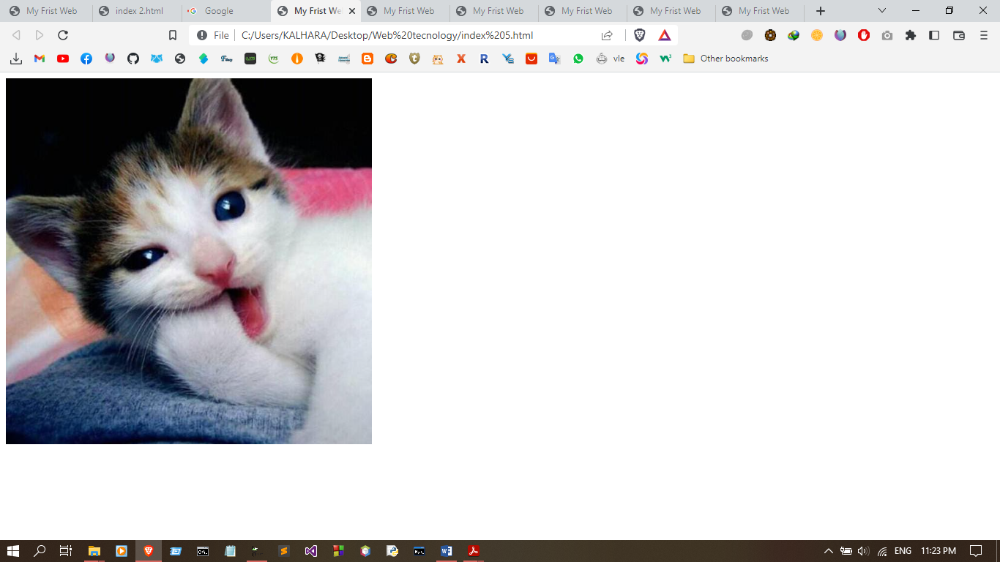 My Frist Web index 2.html Google My Frist We My Frist Web My Frist Web My Frist Web My Frist Web My Frist Web
File C:/Users/KALHARA/Desktop/Web%20tecnology/index%205.html
vle Other bookmarks
ENG 11:23 PM